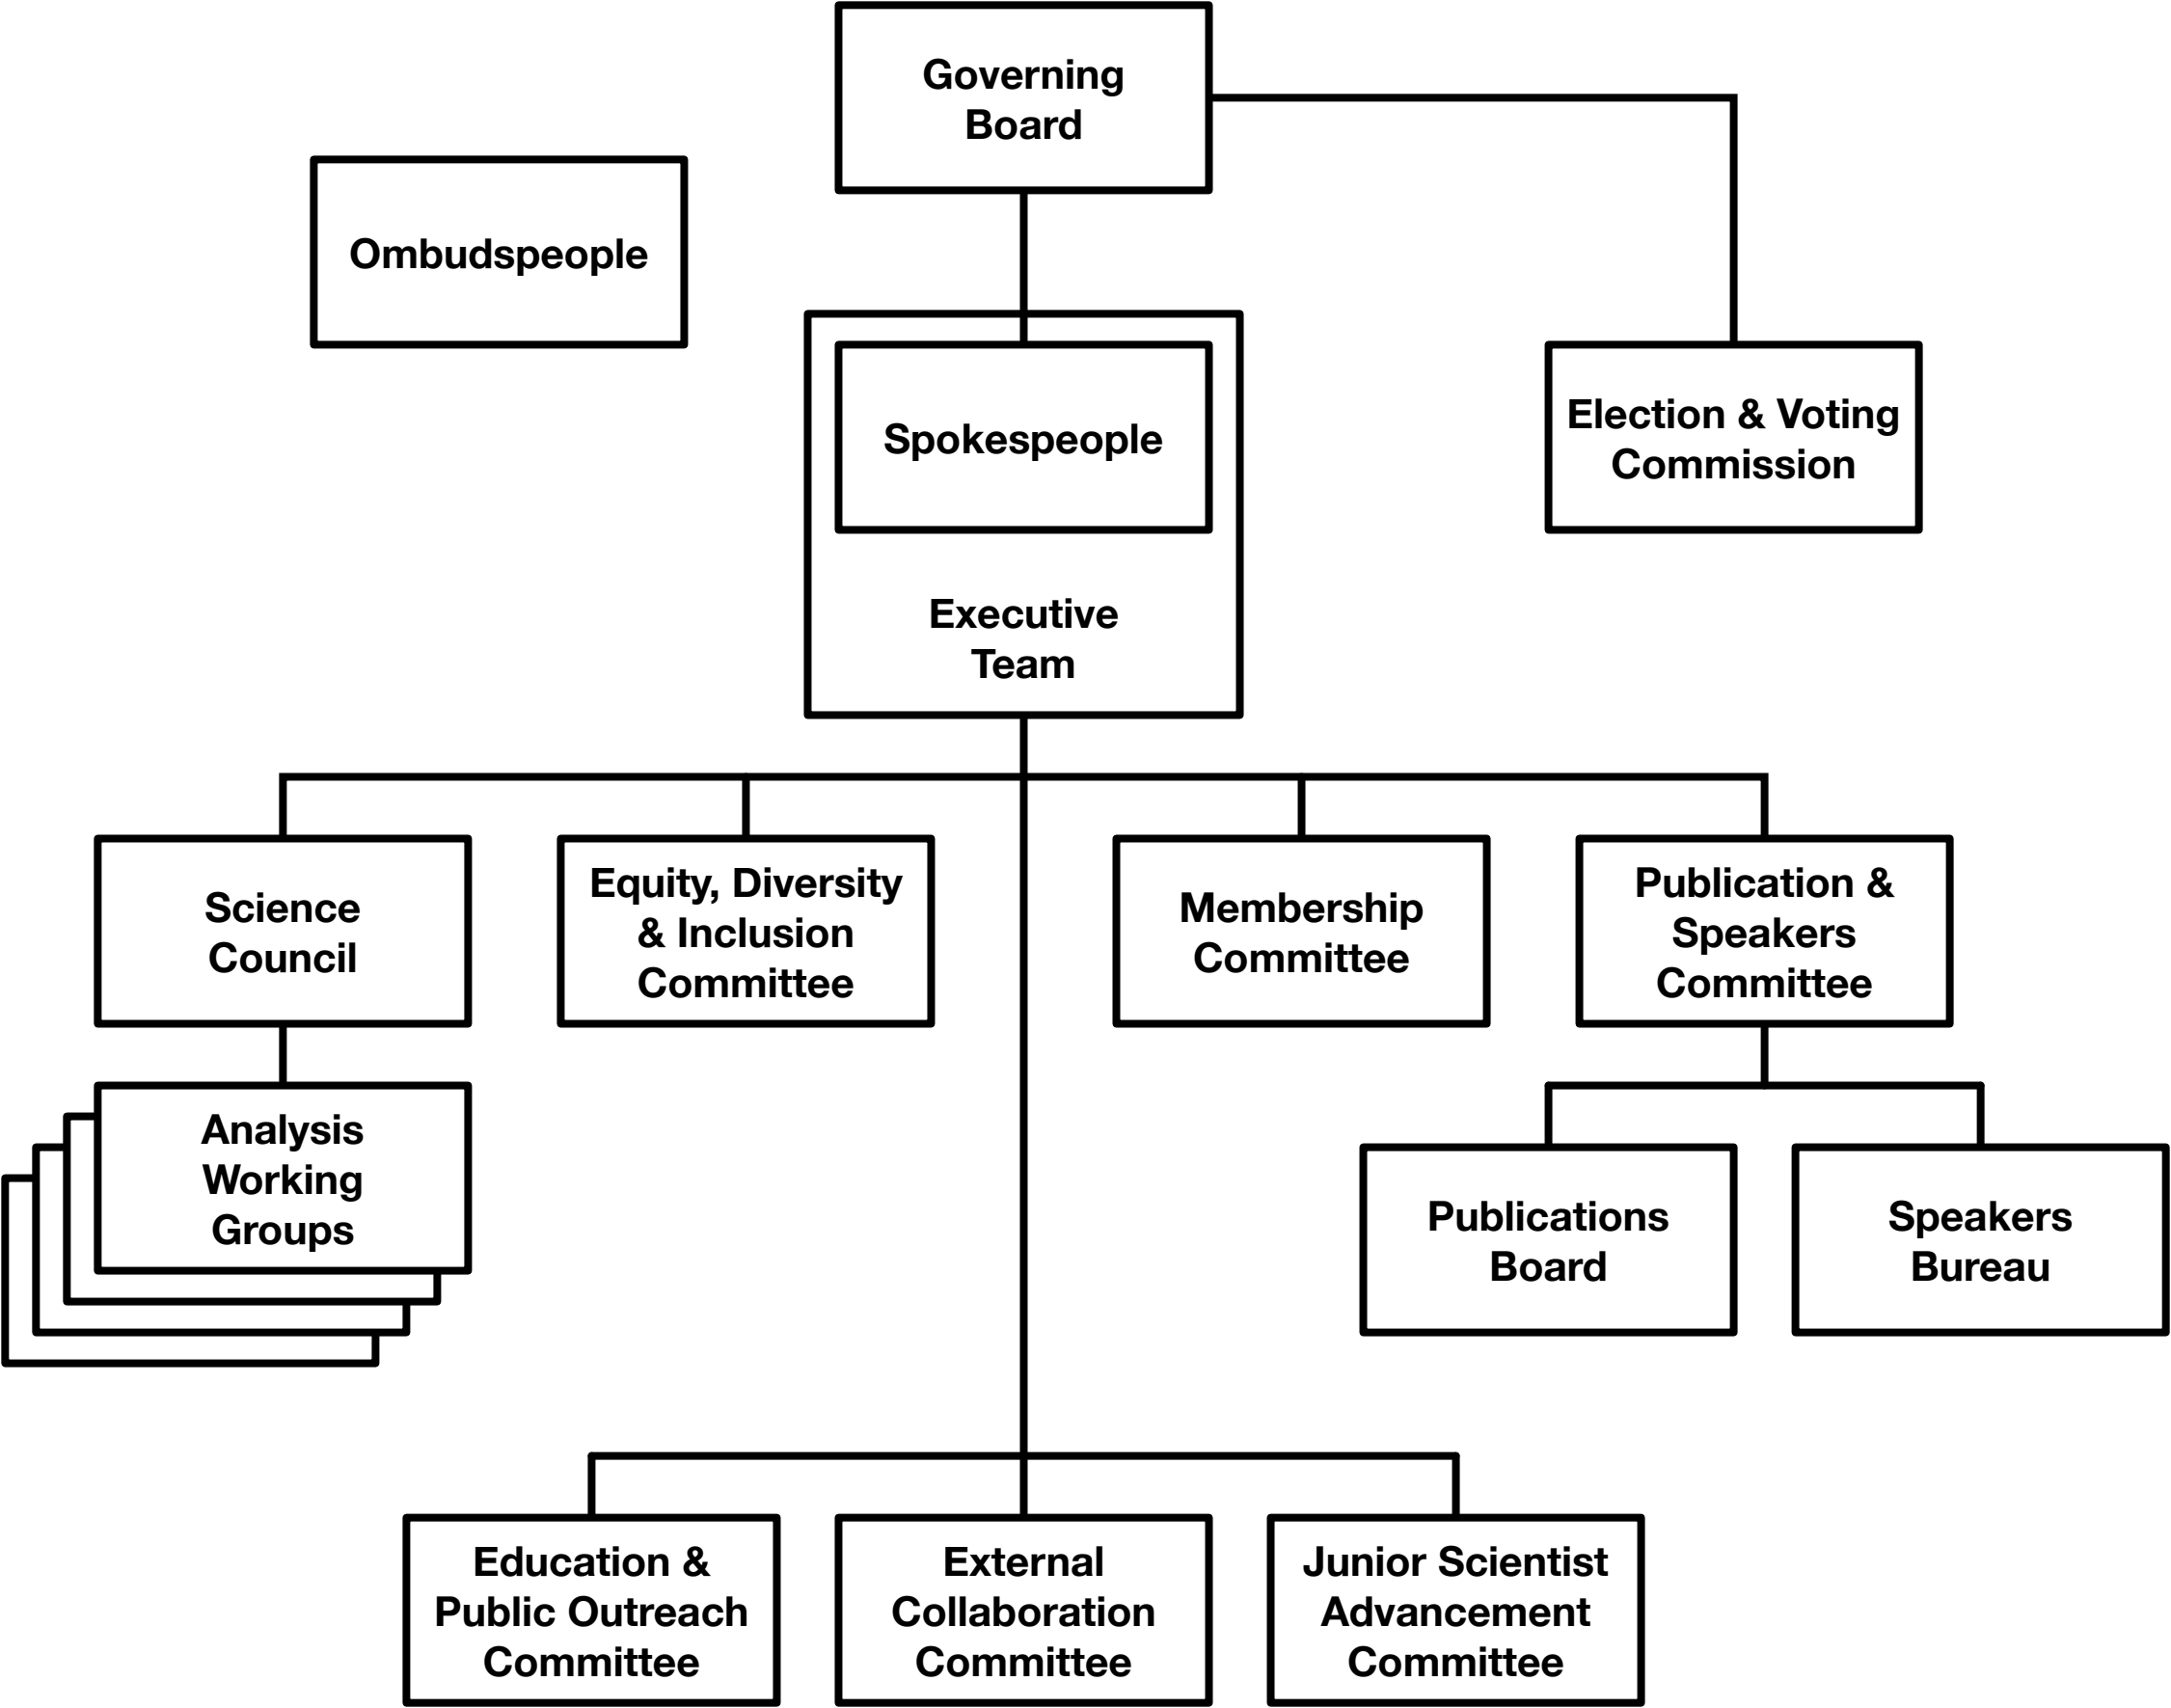 Governing
Board
Ombudspeople
Spokespeople
Election & Voting
Commission
Executive
Team
Science
Council
Equity, Diversity
& Inclusion
Committee
Membership
Committee
Publication &
Speakers
Committee
Analysis
Working
Groups
Publications
Board
Speakers
Bureau
Education &
Public Outreach
Committee
External
Collaboration
Committee
Junior Scientist
Advancement
Committee